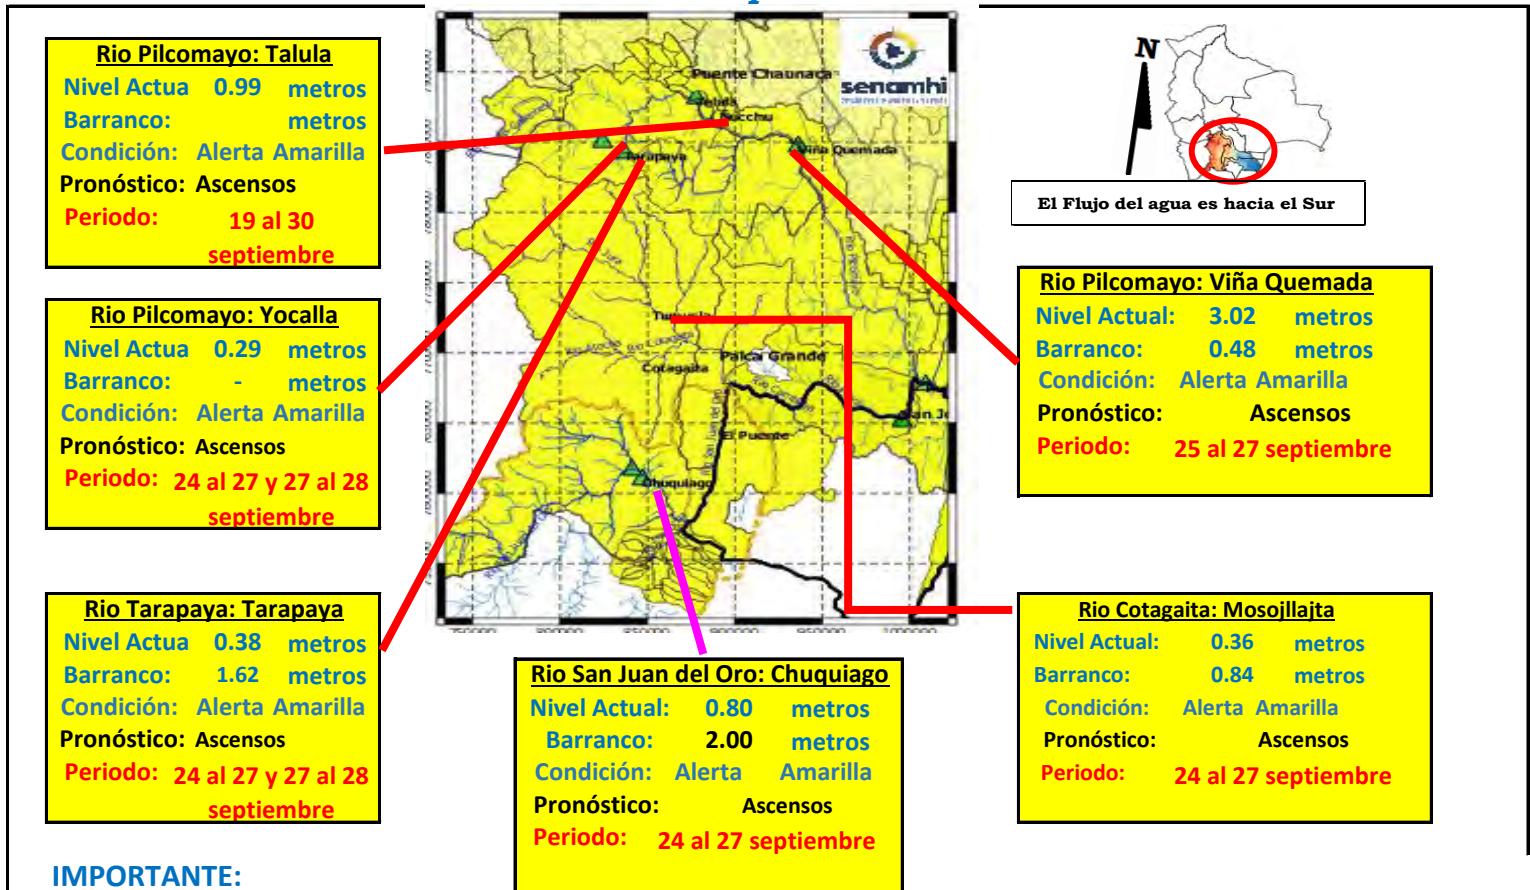 Rio Pilcomayo: Talula
Nivel Actua 0.99 metros
Barranco: metros
Condición: Alerta Amarilla
Pronóstico: Ascensos
Periodo: 19 al 30
septiembre
Rio Pilcomayo: Yocalla
Nivel Actua 0.29 metros
Barranco: - metros
Condición: Alerta Amarilla
Pronóstico: Ascensos
Periodo: 24 al 27 y 27 al 28
septiembre
Rio Tarapaya: Tarapaya
Nivel Actua 0.38 metros
Barranco: 1.62 metros
Condición: Alerta Amarilla
Pronóstico: Ascensos
Periodo: 24 al 27 y 27 al 28
septiembre
IMPORTANTE:
senamhi
Puente Chaunaca
Viña Quemada
Tarapaya
Palca Grande
Cotagaita
El Puente
Chuquiago
Rio San Juan del Oro: Chuquiago
Nivel Actual: 0.80 metros
Barranco: 2.00 metros
Condición: Alerta Amarilla
Pronóstico: Ascensos
Periodo: 24 al 27 septiembre
N
El Flujo del agua es hacia el Sur
Rio Pilcomayo: Viña Quemada
Nivel Actual: 3.02 metros
Barranco: 0.48 metros
Condición: Alerta Amarilla
Pronóstico: Ascensos
Periodo: 25 al 27 septiembre
Rio Cotagaita: Mosojllajta
Nivel Actual: 0.36 metros
Barranco: 0.84 metros
Condición: Alerta Amarilla
Pronóstico: Ascensos
Periodo: 24 al 27 septiembre